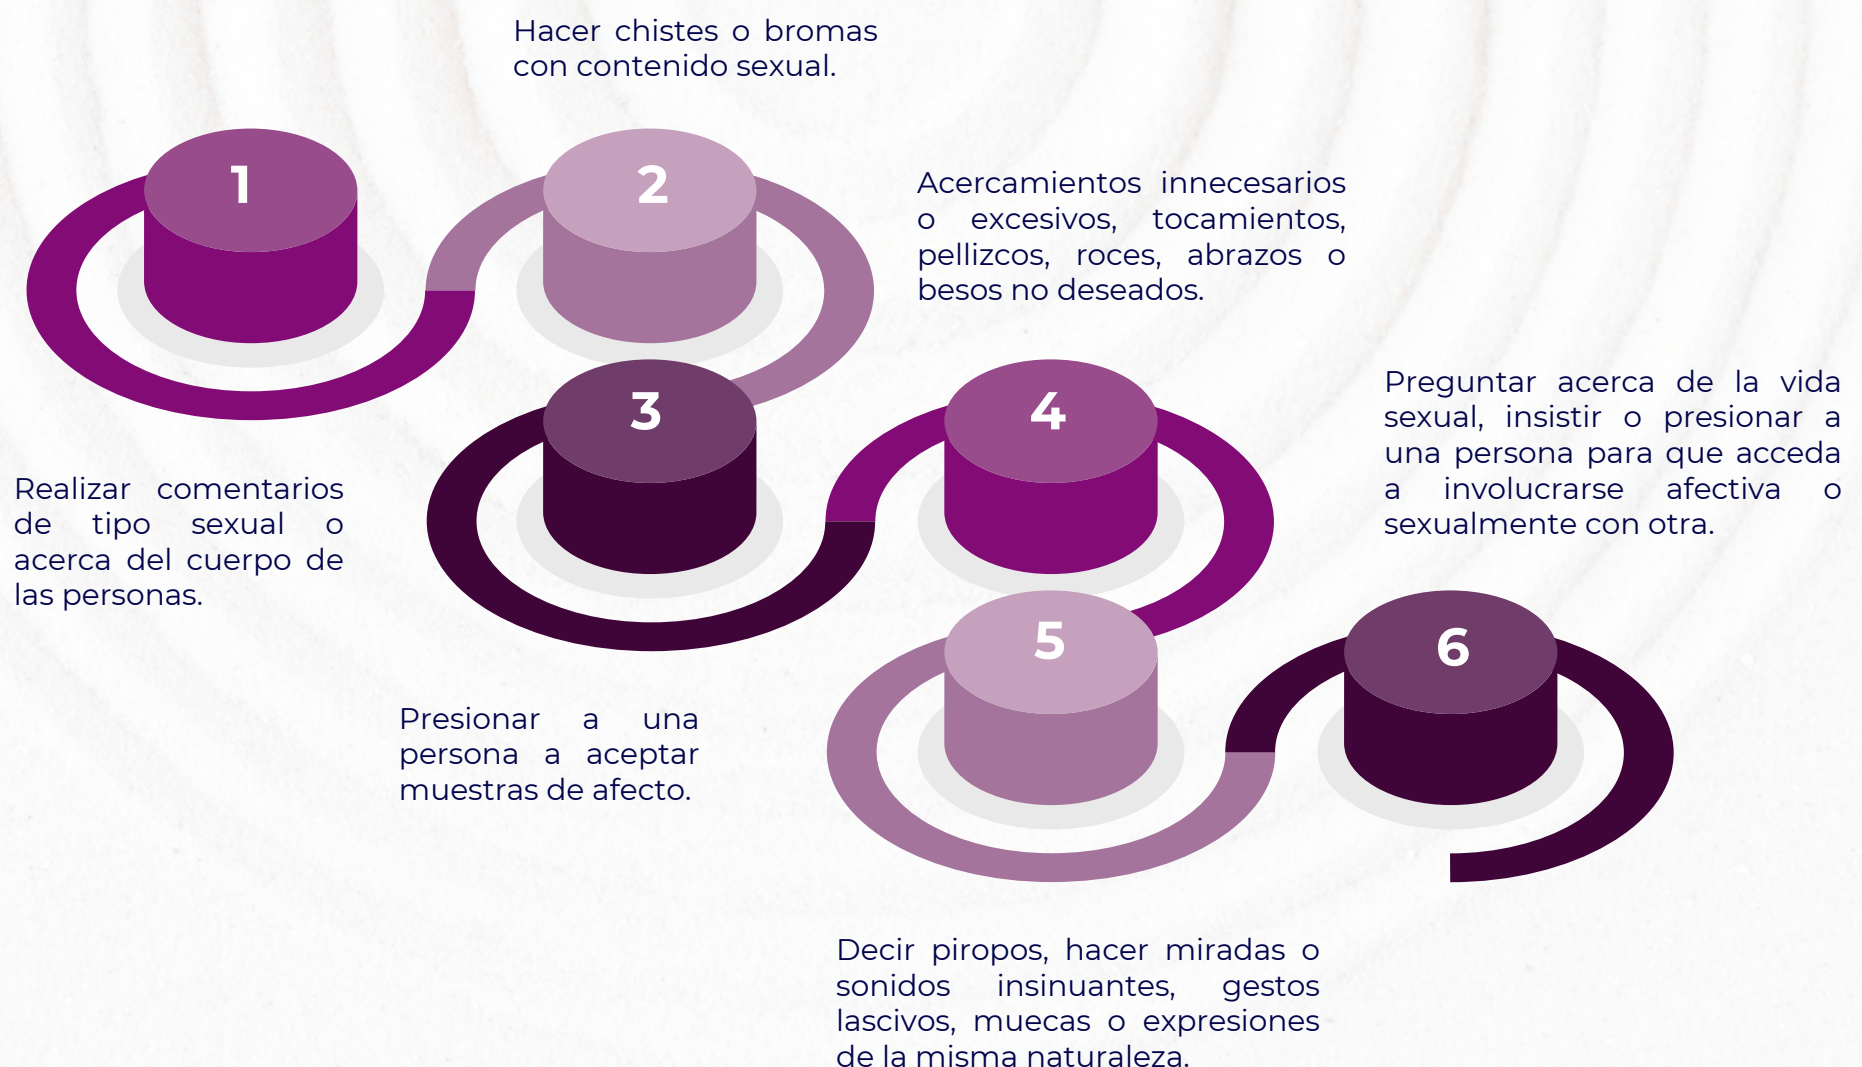 1
Realizar comentarios
de tipo sexual o
acerca del cuerpo de
las personas.
2
Hacer chistes o bromas
con contenido sexual.
3
Presionar a una
persona a aceptar
muestras de afecto.
4
Acercamientos innecesarios
o excesivos, tocamientos,
pellizcos, roces, abrazos o
besos no deseados.
5
Decir piropos, hacer miradas o
sonidos insinuantes, gestos
lascivos, muecas o expresiones
de la misma naturaleza.
6
Preguntar acerca de la vida
sexual, insistir o presionar a
una persona para que acceda
a involucrarse afectiva o
sexualmente con otra.